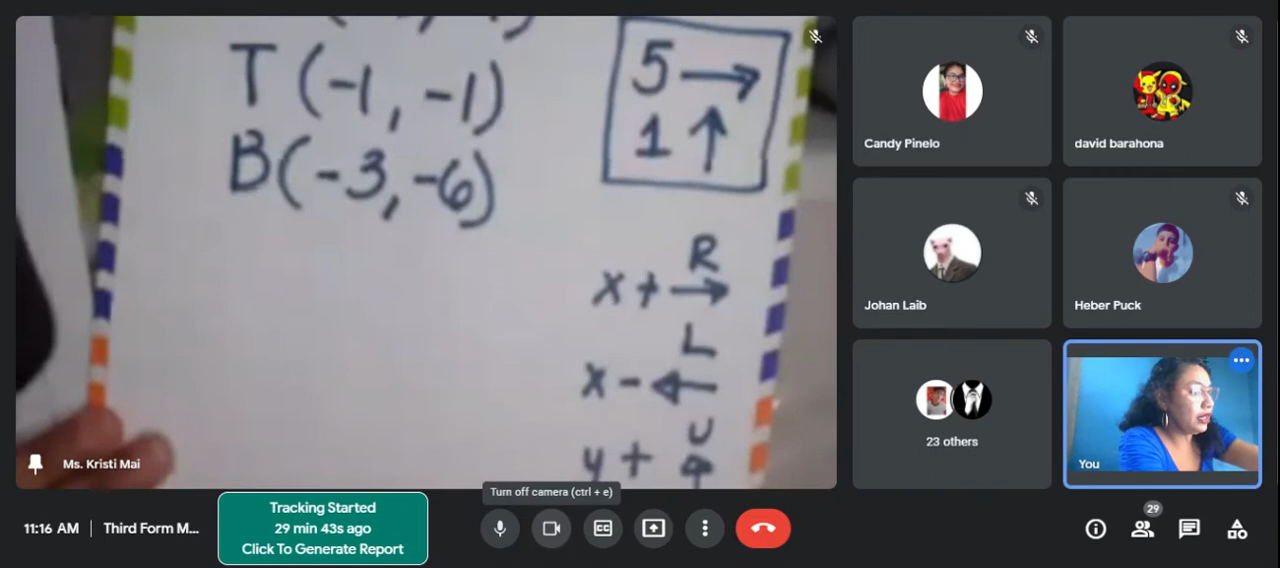 T (-1, -1)
B(-3, -6)
5 →
1 ↑
R
x + →
L
x - ←
U
y +
Ms. Kristi Mai
Candy Pinelo
david barahona
Johan Laib
Heber Puck
23 others
You
Turn off camera (ctrl + e)
11:16 AM | Third Form M...
Tracking Started
29 min 43s ago
Click To Generate Report
CC
29